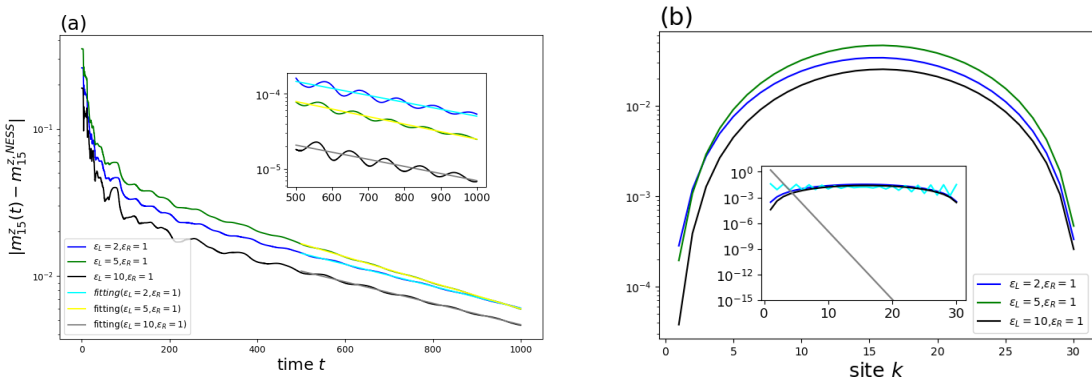 (a)
|m^z_15(t) − m^{z,NESS}_15|
10^-1
10^-2
0
200
400
600
800
1000
time t
ε_L = 2,ε_R = 1
ε_L = 5,ε_R = 1
ε_L = 10,ε_R = 1
fitting(ε_L = 2,ε_R = 1)
fitting(ε_L = 5,ε_R = 1)
fitting(ε_L = 10,ε_R = 1)
10^-4
10^-5
500
600
700
800
900
1000
(b)
10^-2
10^-3
10^-4
0
5
10
15
20
25
30
site k
10^0
10^-3
10^-6
10^-9
10^-12
10^-15
0
10
20
30
ε_L = 2,ε_R = 1
ε_L = 5,ε_R = 1
ε_L = 10,ε_R = 1